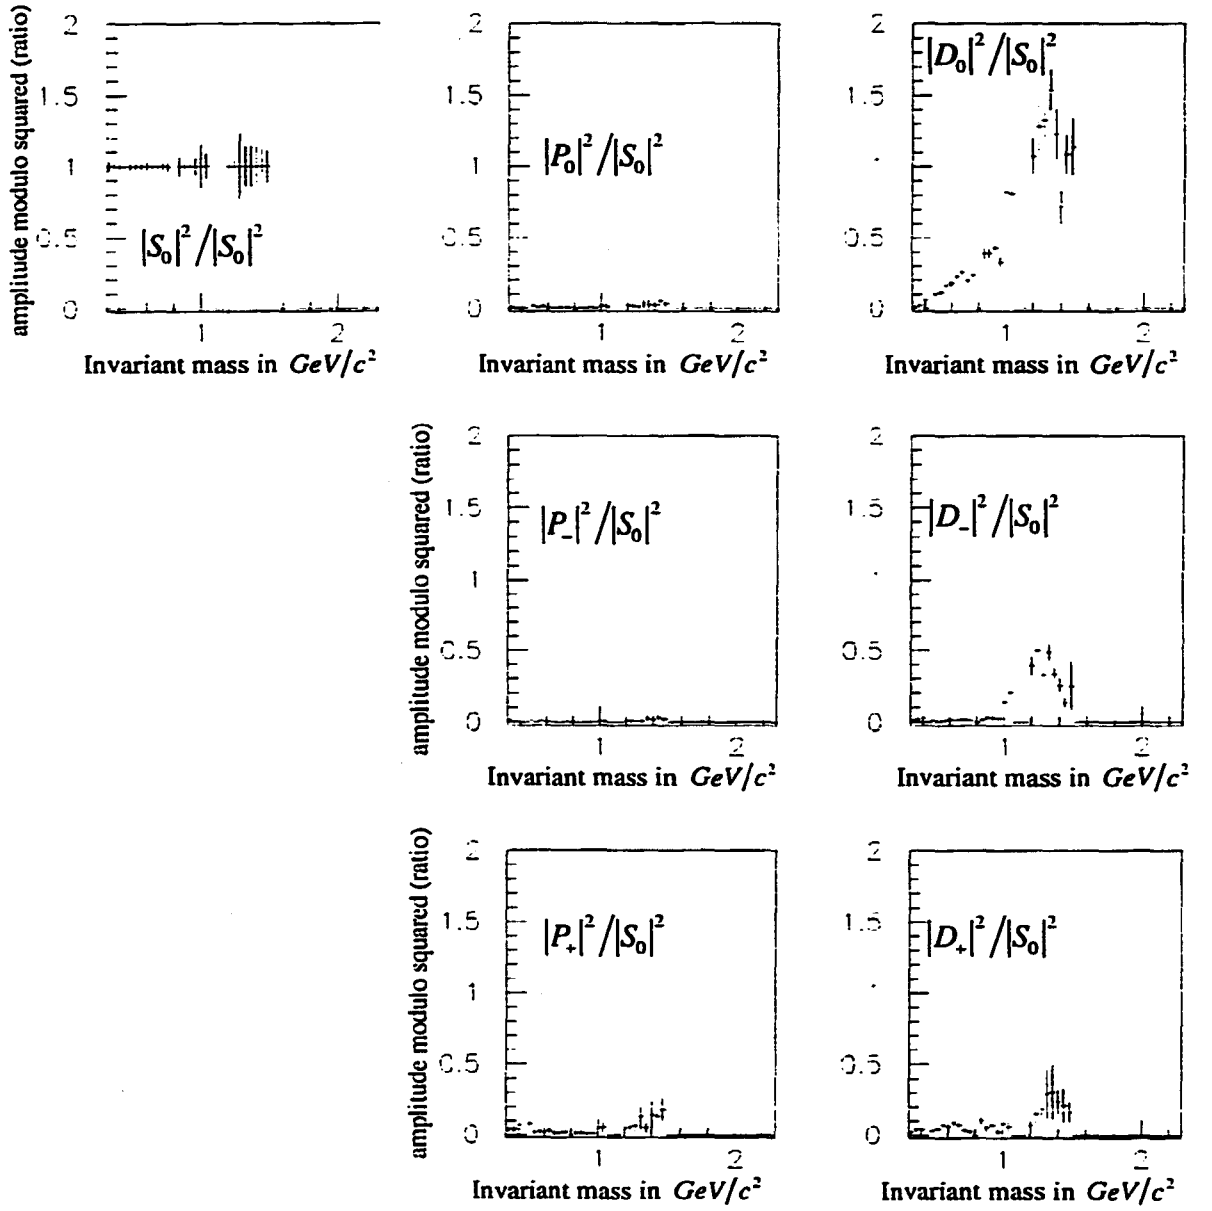 amplitude modulo squared (ratio)
2
1.5
1
0.5
0
|S₀|²/|S₀|²
1 2
Invariant mass in GeV/c²
2
1.5
1
0.5
0
|P₀|²/|S₀|²
1 2
Invariant mass in GeV/c²
2
1.5
1
0.5
0
|D₀|²/|S₀|²
1 2
Invariant mass in GeV/c²
amplitude modulo squared (ratio)
2
1.5
1
0.5
0
|P₋|²/|S₀|²
1 2
Invariant mass in GeV/c²
2
1.5
1
0.5
0
|D₋|²/|S₀|²
1 2
Invariant mass in GeV/c²
amplitude modulo squared (ratio)
2
1.5
1
0.5
0
|P₊|²/|S₀|²
1 2
Invariant mass in GeV/c²
2
1.5
1
0.5
0
|D₊|²/|S₀|²
1 2
Invariant mass in GeV/c²